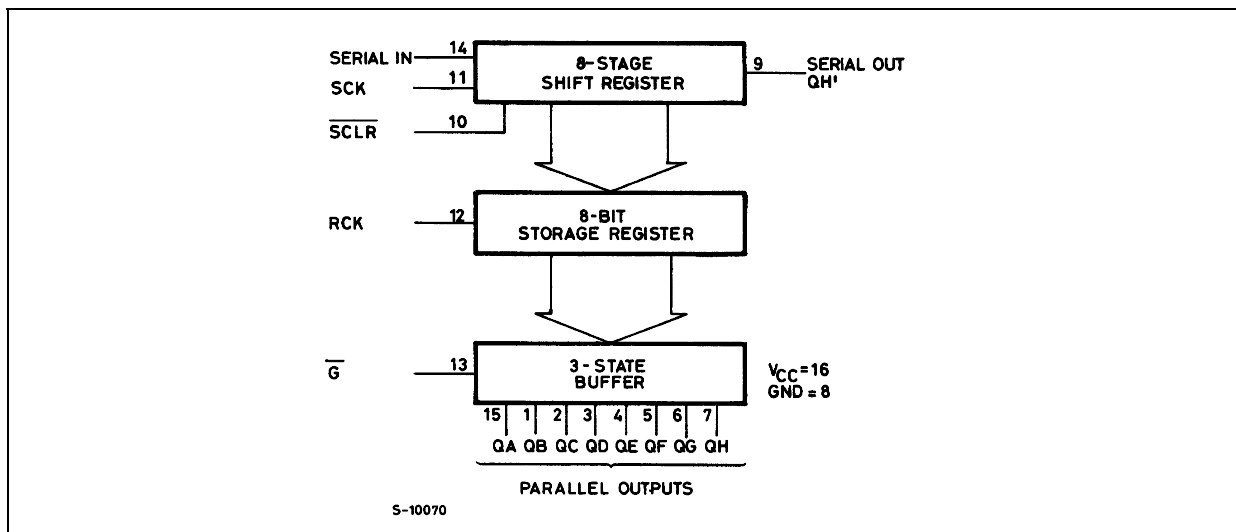 SERIAL IN 14
SCK 11
SCLR 10
8-STAGE
SHIFT REGISTER
9 SERIAL OUT
QH'
RCK 12
8-BIT
STORAGE REGISTER
G 13
3-STATE
BUFFER
VCC=16
GND=8
15 1 2 3 4 5 6 7
QA QB QC QD QE QF QG QH
PARALLEL OUTPUTS
S-10070